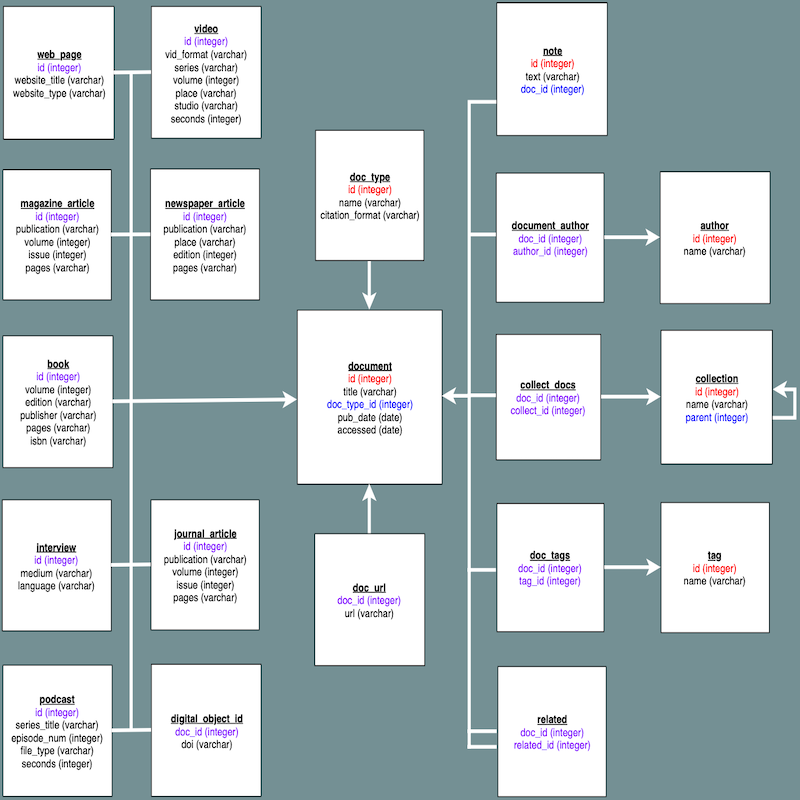 web_page
id (integer)
website_title (varchar)
website_type (varchar)
video
id (integer)
vid_format (varchar)
series (varchar)
volume (integer)
place (varchar)
studio (varchar)
seconds (integer)
note
id (integer)
text (varchar)
doc_id (integer)
doc_type
id (integer)
name (varchar)
citation_format (varchar)
magazine_article
id (integer)
publication (varchar)
volume (integer)
issue (integer)
pages (varchar)
newspaper_article
id (integer)
publication (varchar)
place (varchar)
edition (integer)
pages (varchar)
document_author
doc_id (integer)
author_id (integer)
author
id (integer)
name (varchar)
book
id (integer)
volume (integer)
edition (varchar)
publisher (varchar)
pages (varchar)
isbn (varchar)
document
id (integer)
title (varchar)
doc_type_id (integer)
pub_date (date)
accessed (date)
collect_docs
doc_id (integer)
collect_id (integer)
collection
id (integer)
name (varchar)
parent (integer)
interview
id (integer)
medium (varchar)
language (varchar)
journal_article
id (integer)
publication (varchar)
volume (integer)
issue (integer)
pages (varchar)
doc_url
doc_id (integer)
url (varchar)
doc_tags
doc_id (integer)
tag_id (integer)
tag
id (integer)
name (varchar)
podcast
id (integer)
series_title (varchar)
episode_num (integer)
file_type (varchar)
seconds (integer)
digital_object_id
doc_id (integer)
doi (varchar)
related
doc_id (integer)
related_id (integer)